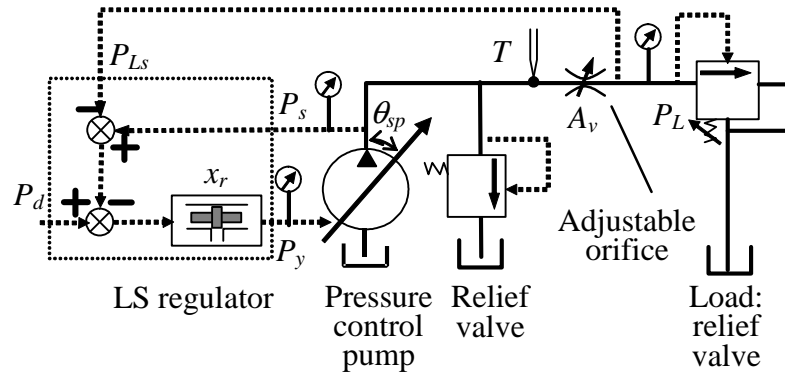 P_Ls
T
P_s
θ_sp
A_v
P_L
x_r
P_d
P_y
Adjustable
orifice
LS regulator
Pressure
control
pump
Relief
valve
Load:
relief
valve